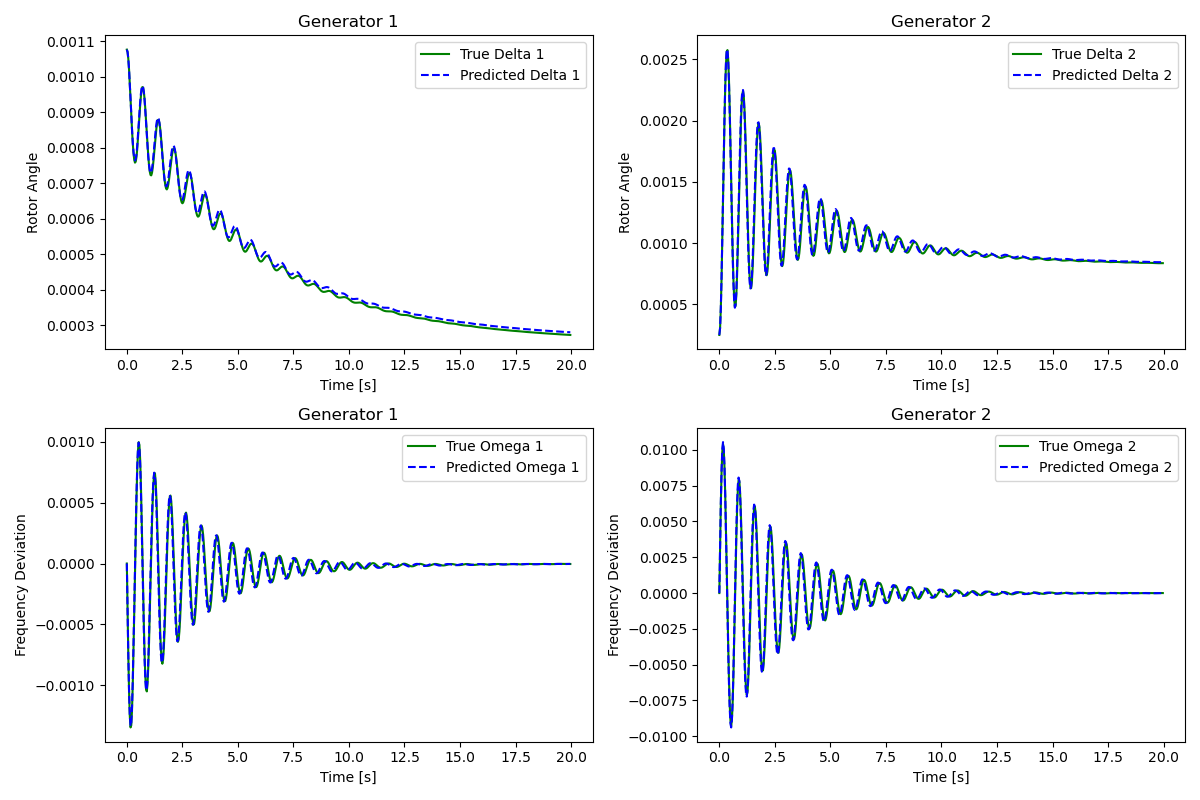 Generator 1
True Delta 1
Predicted Delta 1
Rotor Angle
0.0011
0.0010
0.0009
0.0008
0.0007
0.0006
0.0005
0.0004
0.0003
0.0 2.5 5.0 7.5 10.0 12.5 15.0 17.5 20.0
Time [s]
Generator 2
True Delta 2
Predicted Delta 2
Rotor Angle
0.0025
0.0020
0.0015
0.0010
0.0005
0.0 2.5 5.0 7.5 10.0 12.5 15.0 17.5 20.0
Time [s]
Generator 1
True Omega 1
Predicted Omega 1
Frequency Deviation
0.0010
0.0005
0.0000
−0.0005
−0.0010
0.0 2.5 5.0 7.5 10.0 12.5 15.0 17.5 20.0
Time [s]
Generator 2
True Omega 2
Predicted Omega 2
Frequency Deviation
0.0100
0.0075
0.0050
0.0025
0.0000
−0.0025
−0.0050
−0.0075
−0.0100
0.0 2.5 5.0 7.5 10.0 12.5 15.0 17.5 20.0
Time [s]